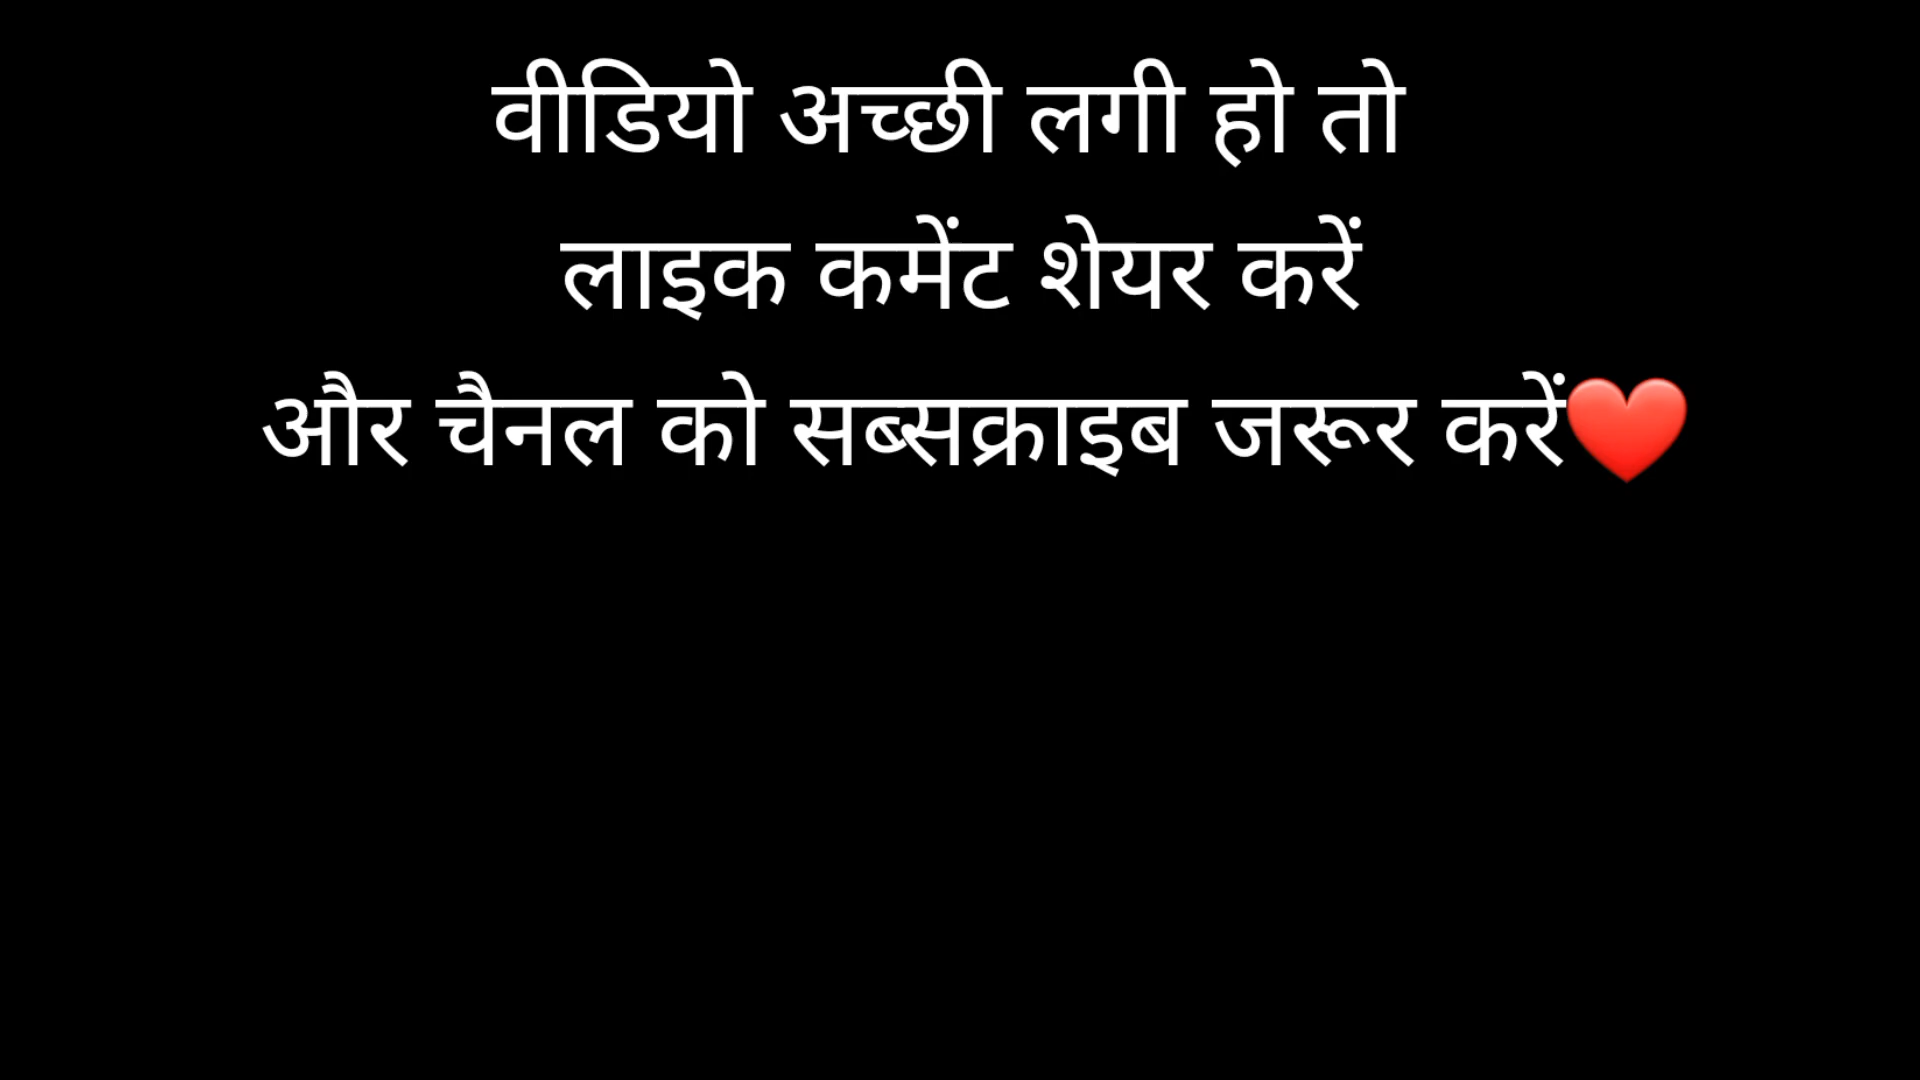 वीडियो अच्छी लगी हो तो
लाइक कमेंट शेयर करें
और चैनल को सब्सक्राइब जरूर करें❤️